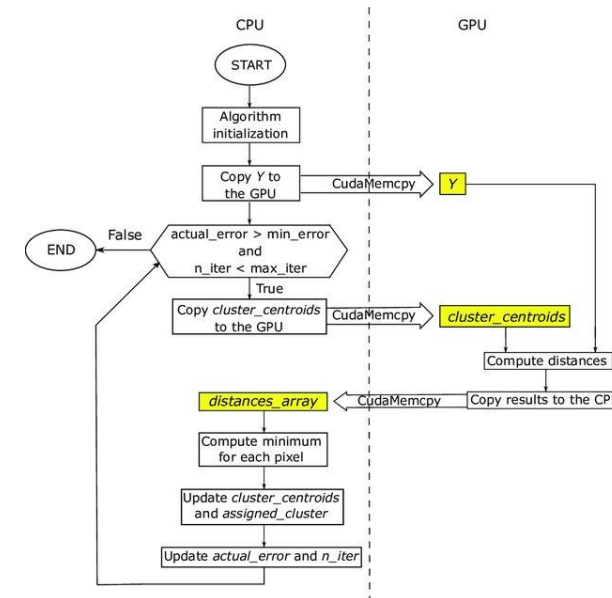 CPU
GPU
START
Algorithm
initialization
Copy Y to
the GPU
CudaMemcpy
Y
actual_error > min_error
and
n_iter < max_iter
False
END
True
Copy cluster_centroids
to the GPU
CudaMemcpy
cluster_centroids
Compute distances
Copy results to the CP
CudaMemcpy
distances_array
Compute minimum
for each pixel
Update cluster_centroids
and assigned_cluster
Update actual_error and n_iter